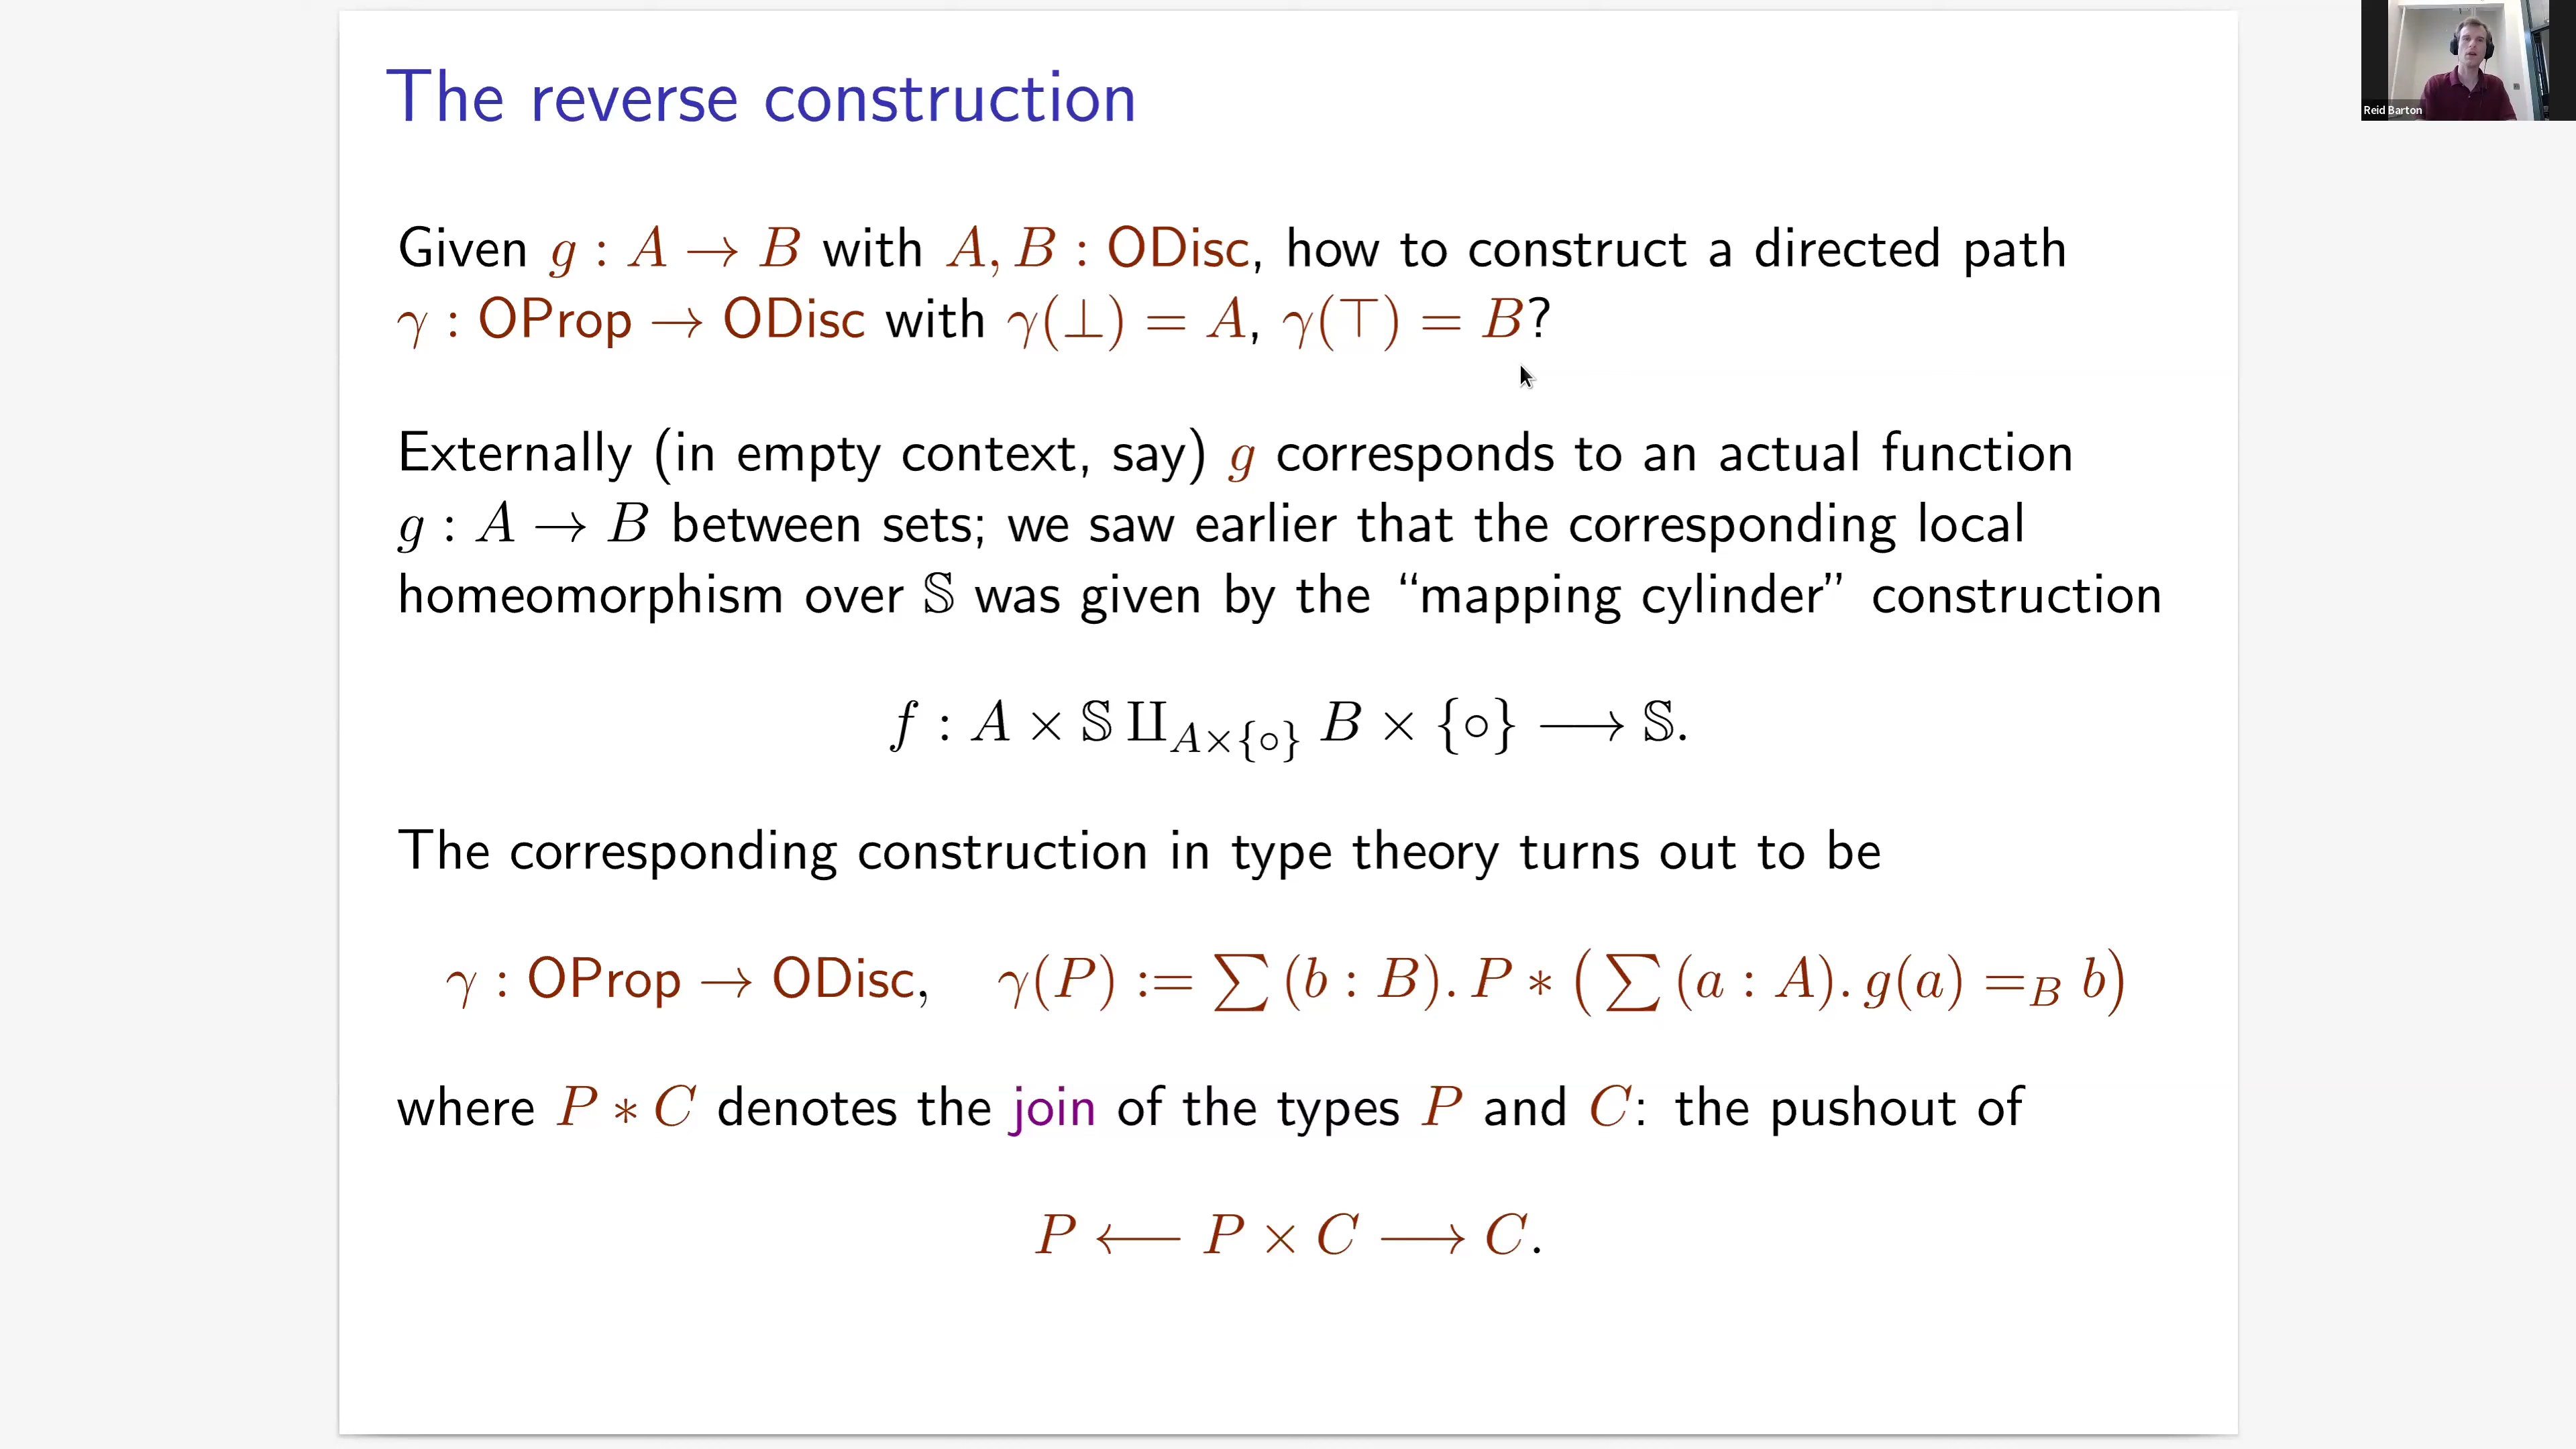 The reverse construction
Reid Barton
Given g : A → B with A, B : ODisc, how to construct a directed path
γ : OProp → ODisc with γ(⊥) = A, γ(⊤) = B?
Externally (in empty context, say) g corresponds to an actual function
g : A → B between sets; we saw earlier that the corresponding local
homeomorphism over 𝕊 was given by the “mapping cylinder” construction
f : A × 𝕊 ∐_{A×{∘}} B × {∘} ⟶ 𝕊.
The corresponding construction in type theory turns out to be
γ : OProp → ODisc, γ(P) := ∑ (b : B). P ∗ (∑ (a : A). g(a) =_B b)
where P ∗ C denotes the join of the types P and C: the pushout of
P ⟵ P × C ⟶ C.